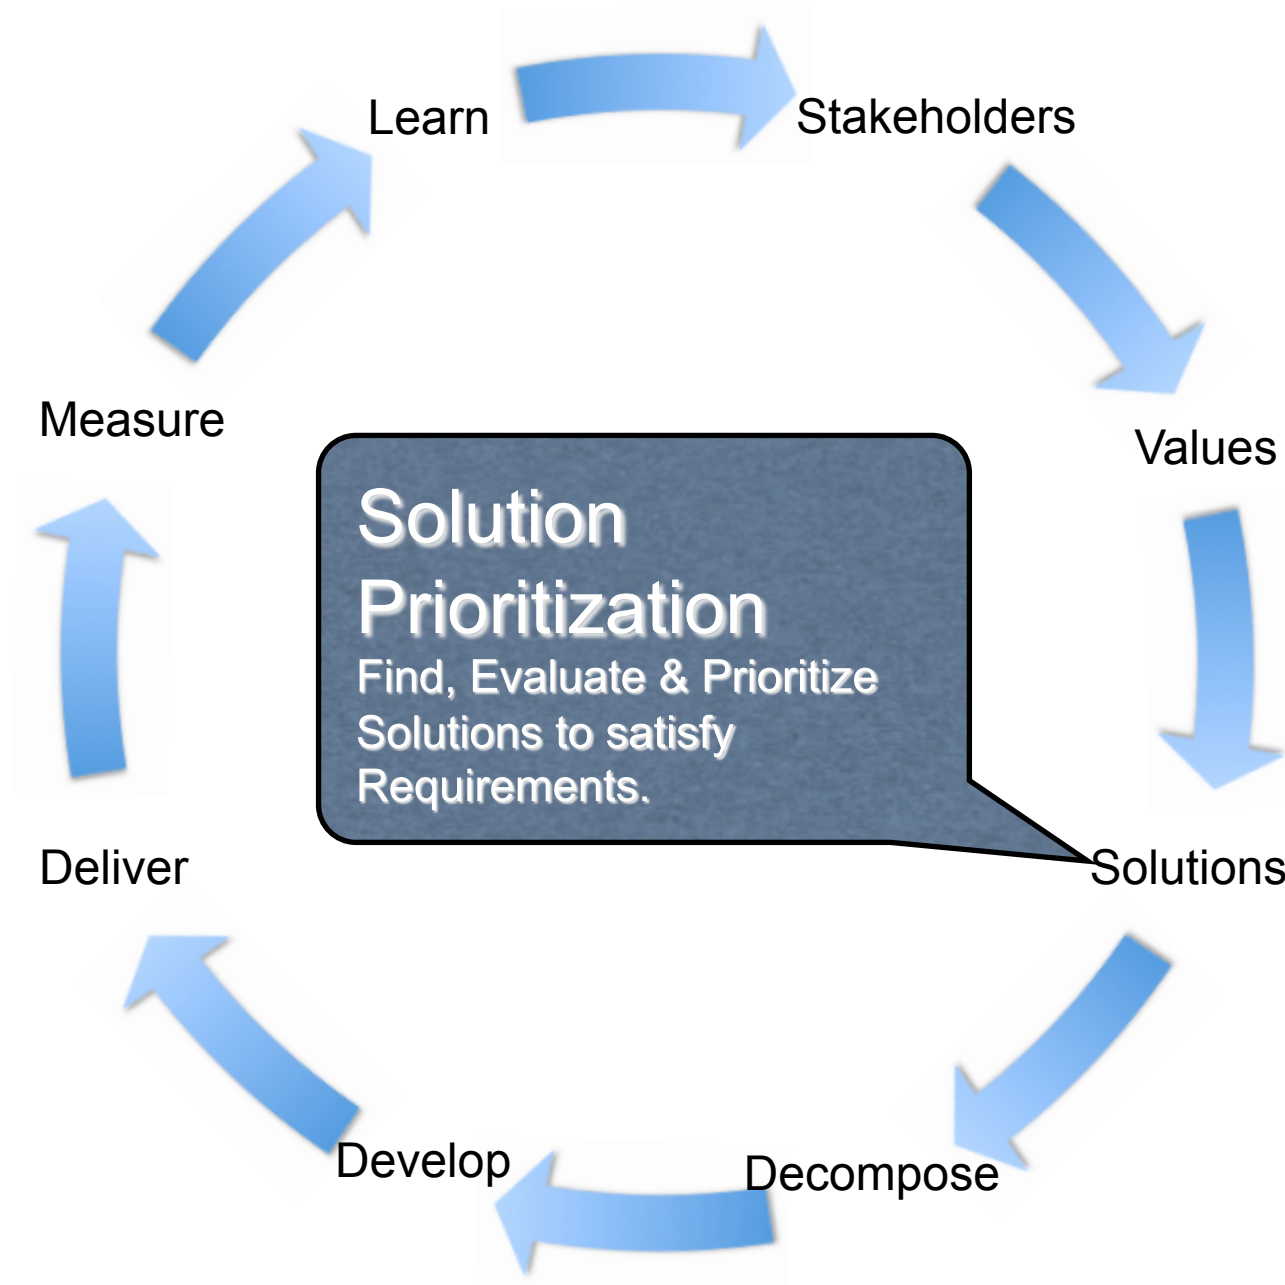 Learn
Stakeholders
Measure
Values
Solution
Prioritization
Find, Evaluate & Prioritize
Solutions to satisfy
Requirements.
Deliver
Solutions
Develop
Decompose